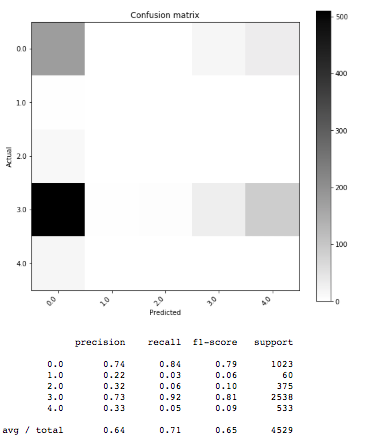 Confusion matrix
Actual
0.0
1.0
2.0
3.0
4.0
0.0 1.0 2.0 3.0 4.0
Predicted
500
400
300
200
100
0
precision recall f1-score support
0.0 0.74 0.84 0.79 1023
1.0 0.22 0.03 0.06 60
2.0 0.32 0.06 0.10 375
3.0 0.73 0.92 0.81 2538
4.0 0.33 0.05 0.09 533
avg / total 0.64 0.71 0.65 4529